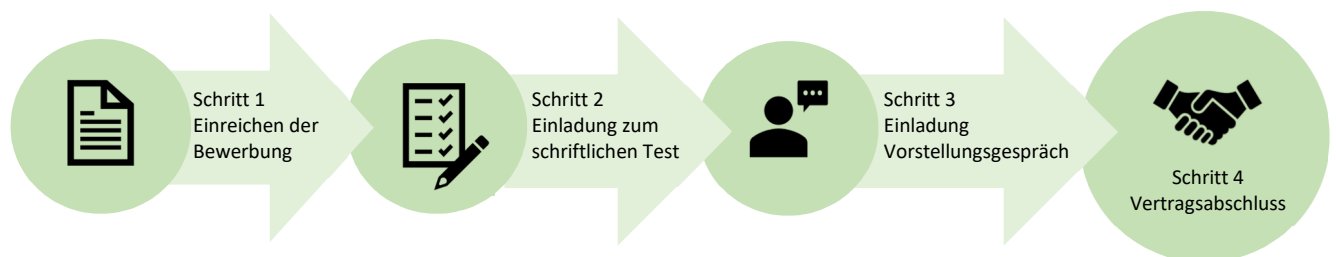 Schritt 1
Einreichen der
Bewerbung
Schritt 2
Einladung zum
schriftlichen Test
Schritt 3
Einladung
Vorstellungsgespräch
Schritt 4
Vertragsabschluss